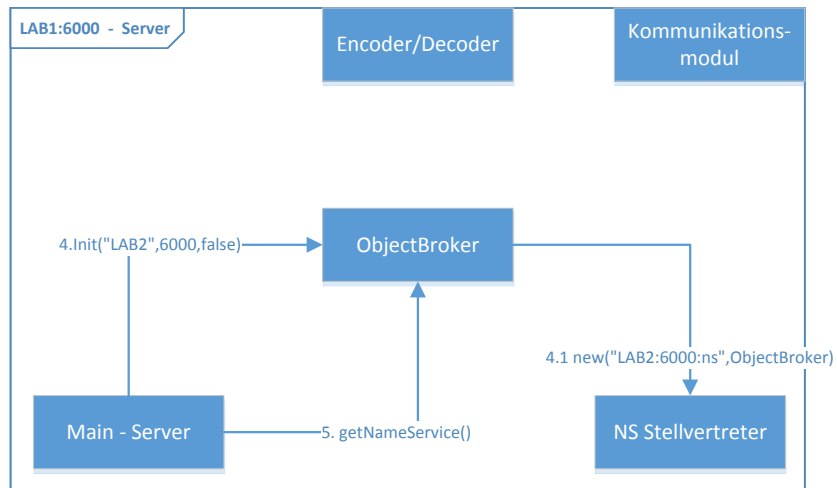 LAB1:6000 - Server
Encoder/Decoder
Kommunikations-
modul
4.Init("LAB2",6000,false)
ObjectBroker
4.1 new("LAB2:6000:ns",ObjectBroker)
Main - Server
5. getNameService()
NS Stellvertreter